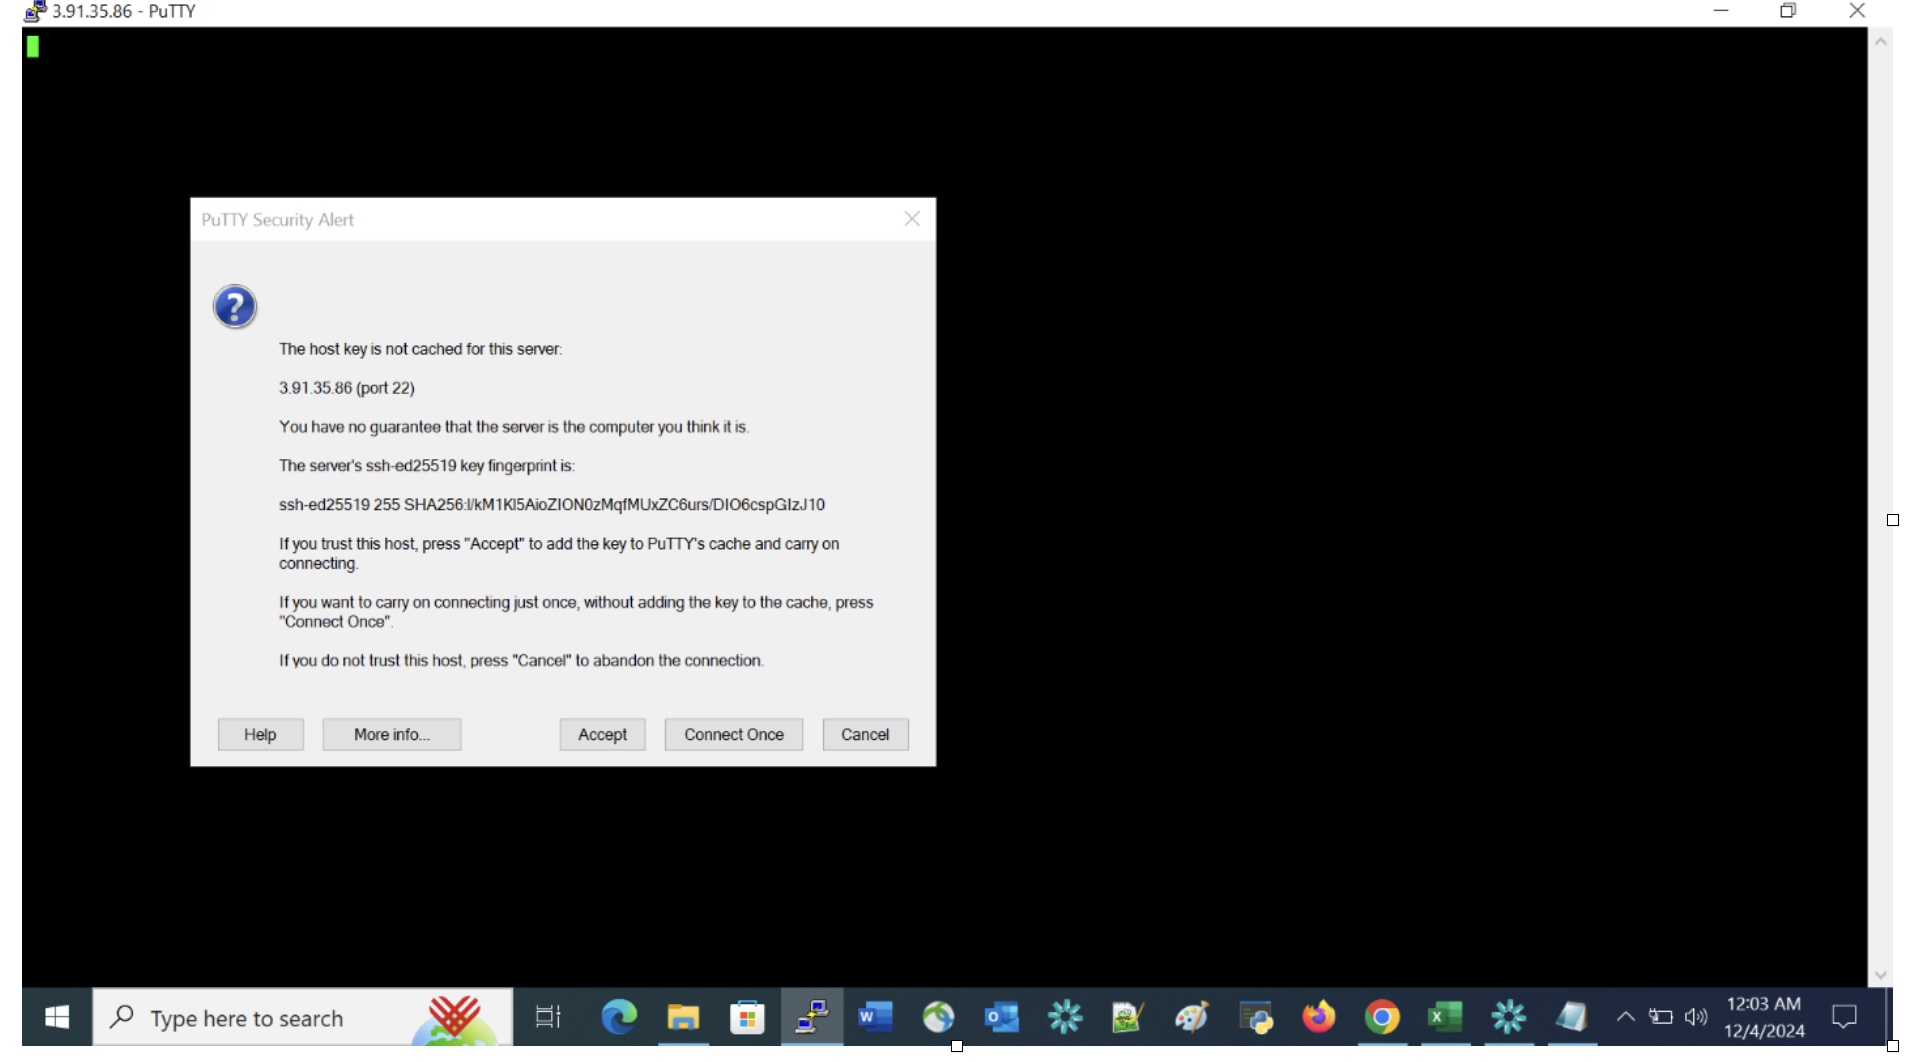 3.91.35.86 - PuTTY
PuTTY Security Alert
The host key is not cached for this server:
3.91.35.86 (port 22)
You have no guarantee that the server is the computer you think it is.
The server's ssh-ed25519 key fingerprint is:
ssh-ed25519 255 SHA256:l/kM1Kl5AioZION0zMqfMUxZC6urs/DIO6cspGIzJ10
If you trust this host, press "Accept" to add the key to PuTTY's cache and carry on
connecting.
If you want to carry on connecting just once, without adding the key to the cache, press
"Connect Once".
If you do not trust this host, press "Cancel" to abandon the connection.
Help More info... Accept Connect Once Cancel
Type here to search
12:03 AM
12/4/2024